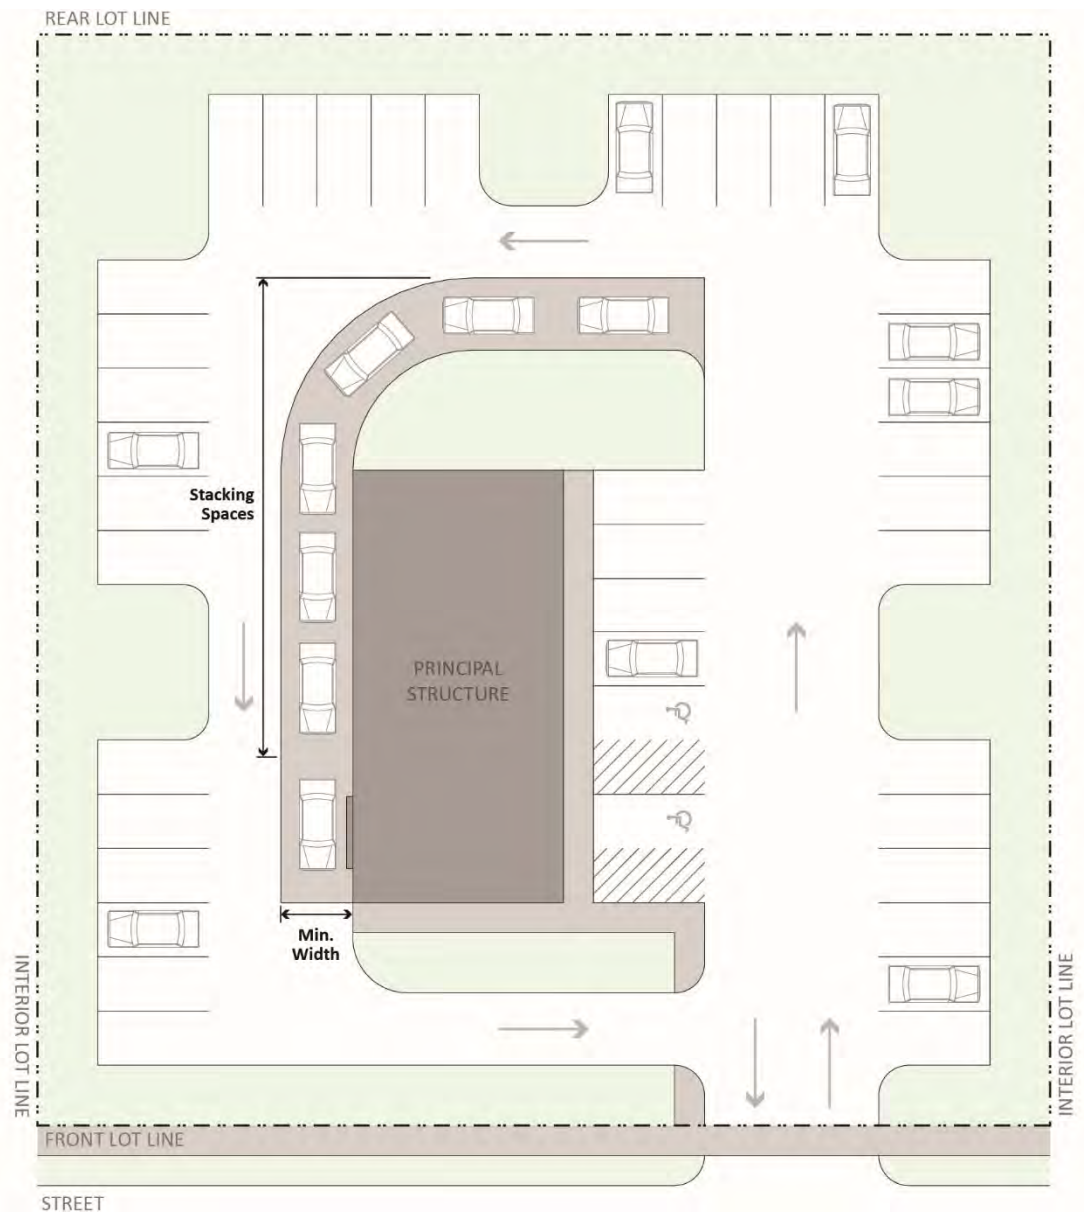 REAR LOT LINE
Stacking
Spaces
PRINCIPAL
STRUCTURE
Min.
Width
INTERIOR LOT LINE
INTERIOR LOT LINE
FRONT LOT LINE
STREET